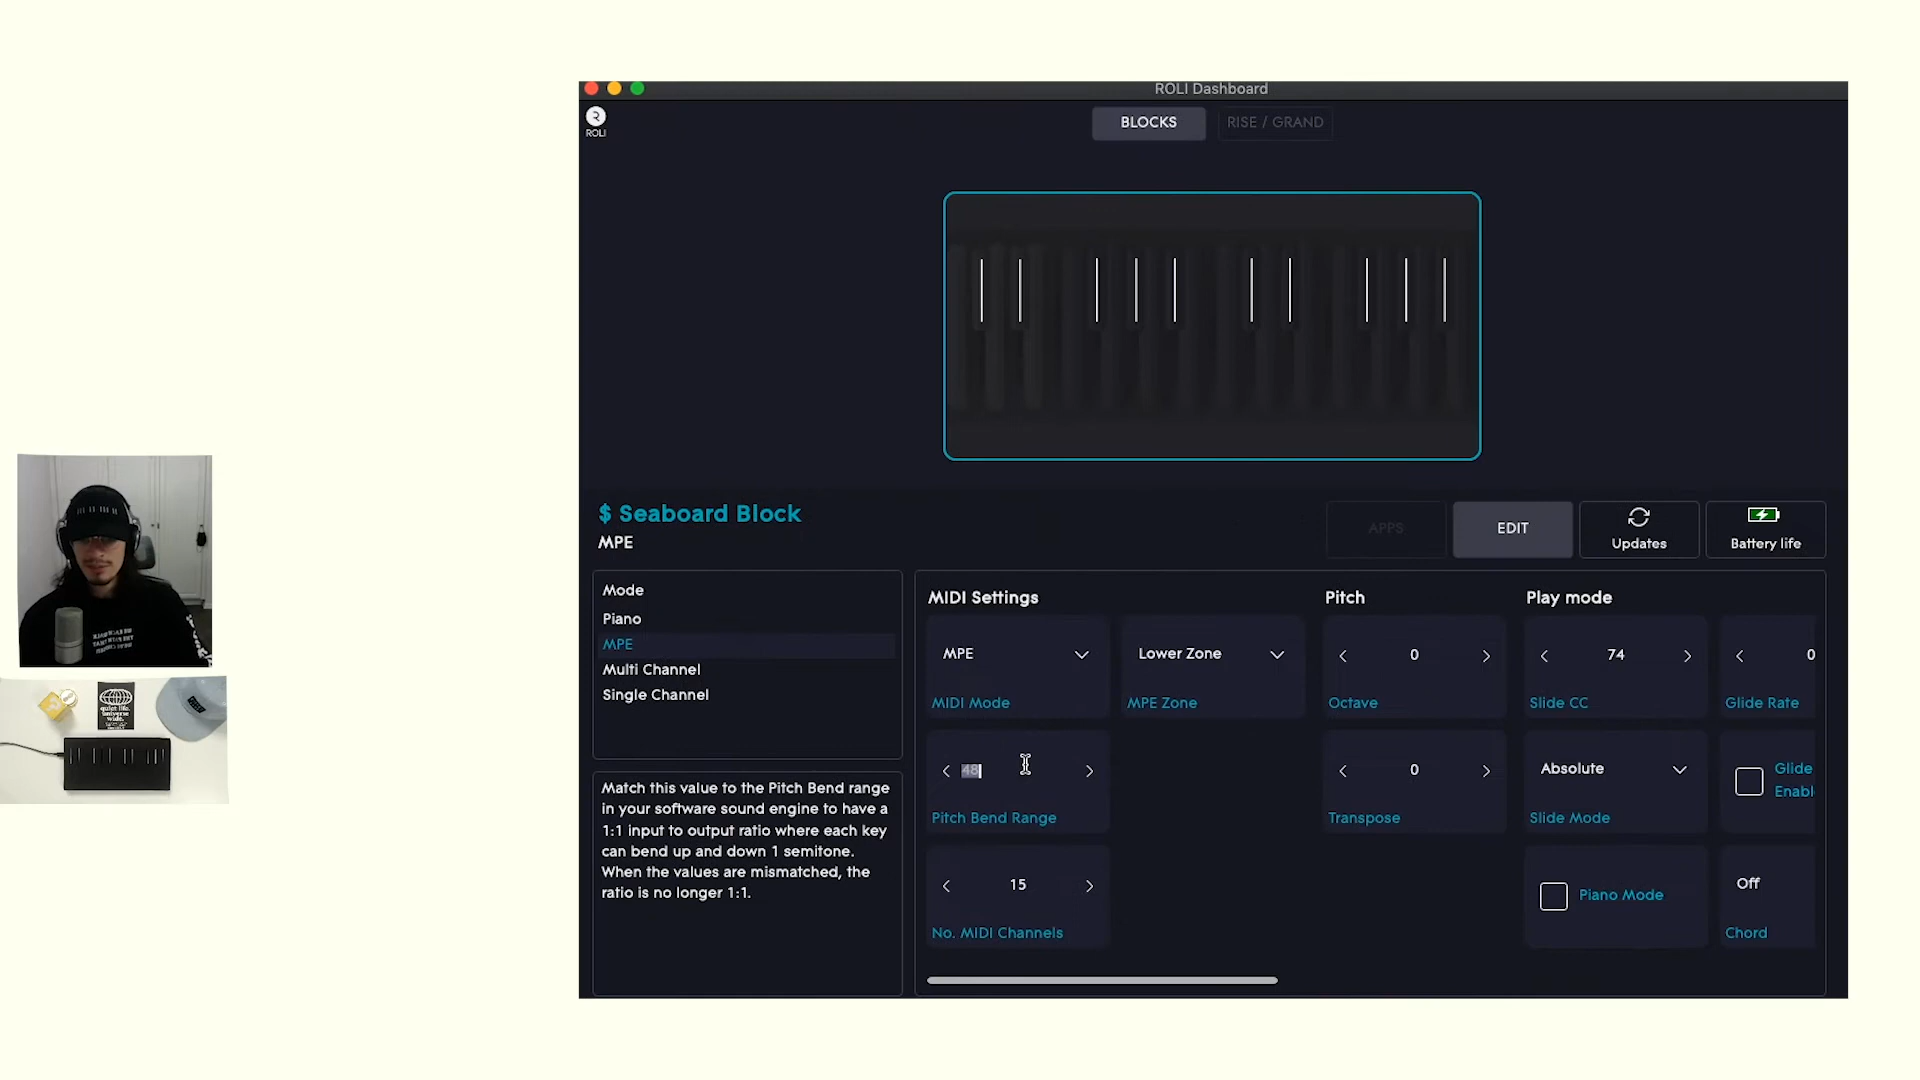 ROLI Dashboard
ROLI
BLOCKS
RISE / GRAND
$ Seaboard Block
MPE
APPS
EDIT
Updates
Battery life
Mode
Piano
MPE
Multi Channel
Single Channel
Match this value to the Pitch Bend range
in your software sound engine to have a
1:1 input to output ratio where each key
can bend up and down 1 semitone.
When the values are mismatched, the
ratio is no longer 1:1.
MIDI Settings
MPE
MIDI Mode
Lower Zone
MPE Zone
48
Pitch Bend Range
15
No. MIDI Channels
Pitch
0
Octave
0
Transpose
Play mode
74
Slide CC
0
Glide Rate
Absolute
Slide Mode
Glide
Enabl
Piano Mode
Off
Chord
quiet life.
universe
wide.